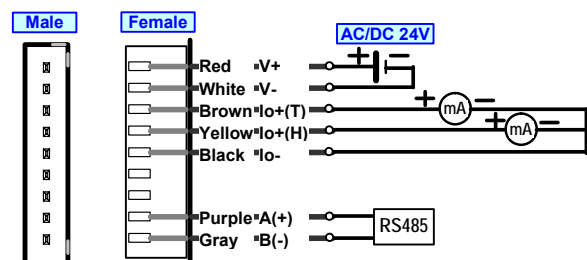 Male Female AC/DC 24V
Red V+ + −
White V-
Brown Io+(T) + mA −
Yellow Io+(H) + mA −
Black Io-
Purple A(+) RS485
Gray B(-)